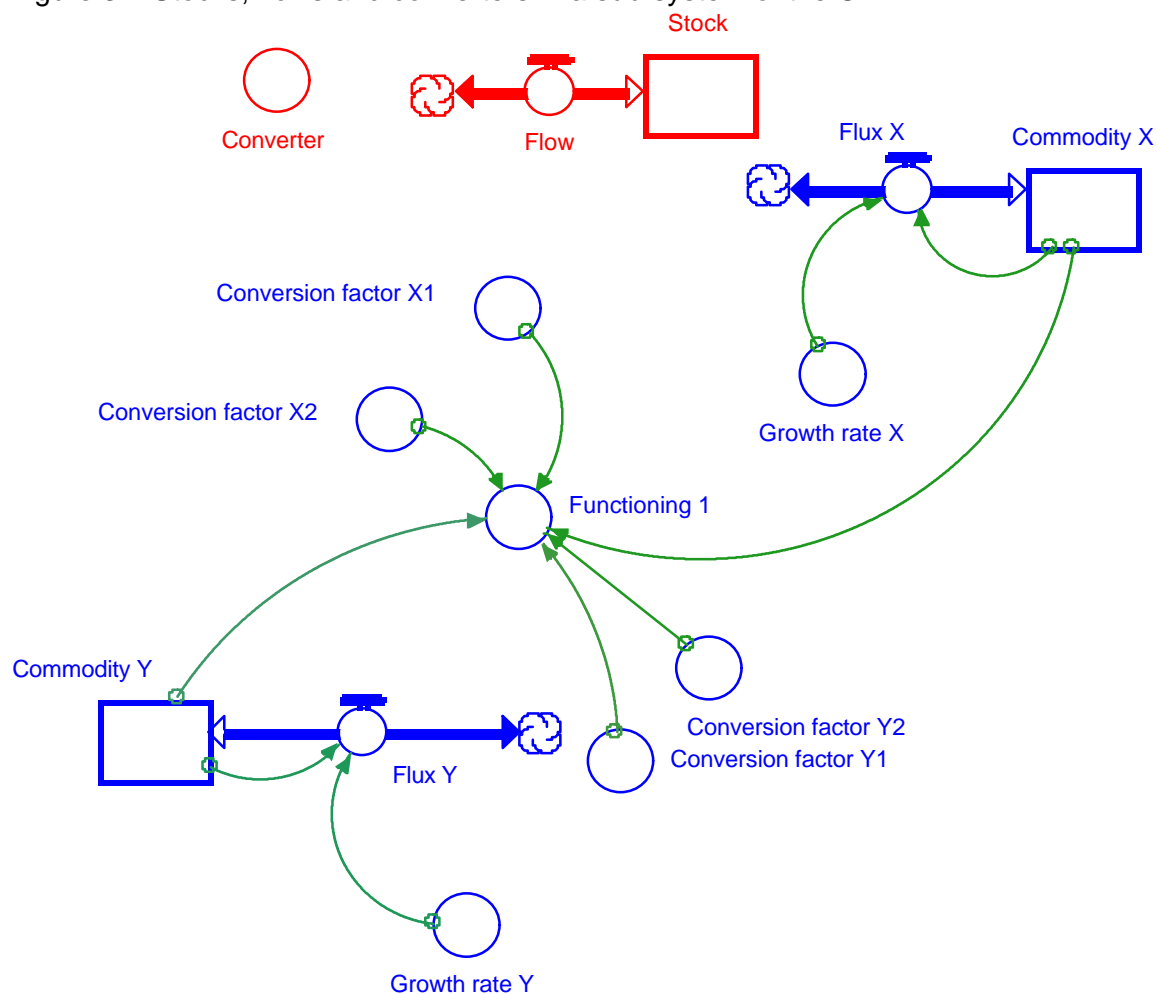 Stock
Converter
Flow
Flux X
Commodity X
Conversion factor X1
Conversion factor X2
Growth rate X
Functioning 1
Commodity Y
Conversion factor Y2
Conversion factor Y1
Flux Y
Growth rate Y